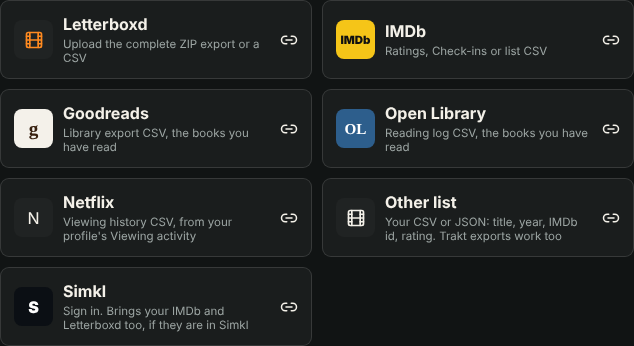 Letterboxd
Upload the complete ZIP export or a
CSV
IMDb
IMDb
Ratings, Check-ins or list CSV
g
Goodreads
Library export CSV, the books you
have read
OL
Open Library
Reading log CSV, the books you have
read
N
Netflix
Viewing history CSV, from your
profile's Viewing activity
Other list
Your CSV or JSON: title, year, IMDb
id, rating. Trakt exports work too
S
Simkl
Sign in. Brings your IMDb and
Letterboxd too, if they are in Simkl